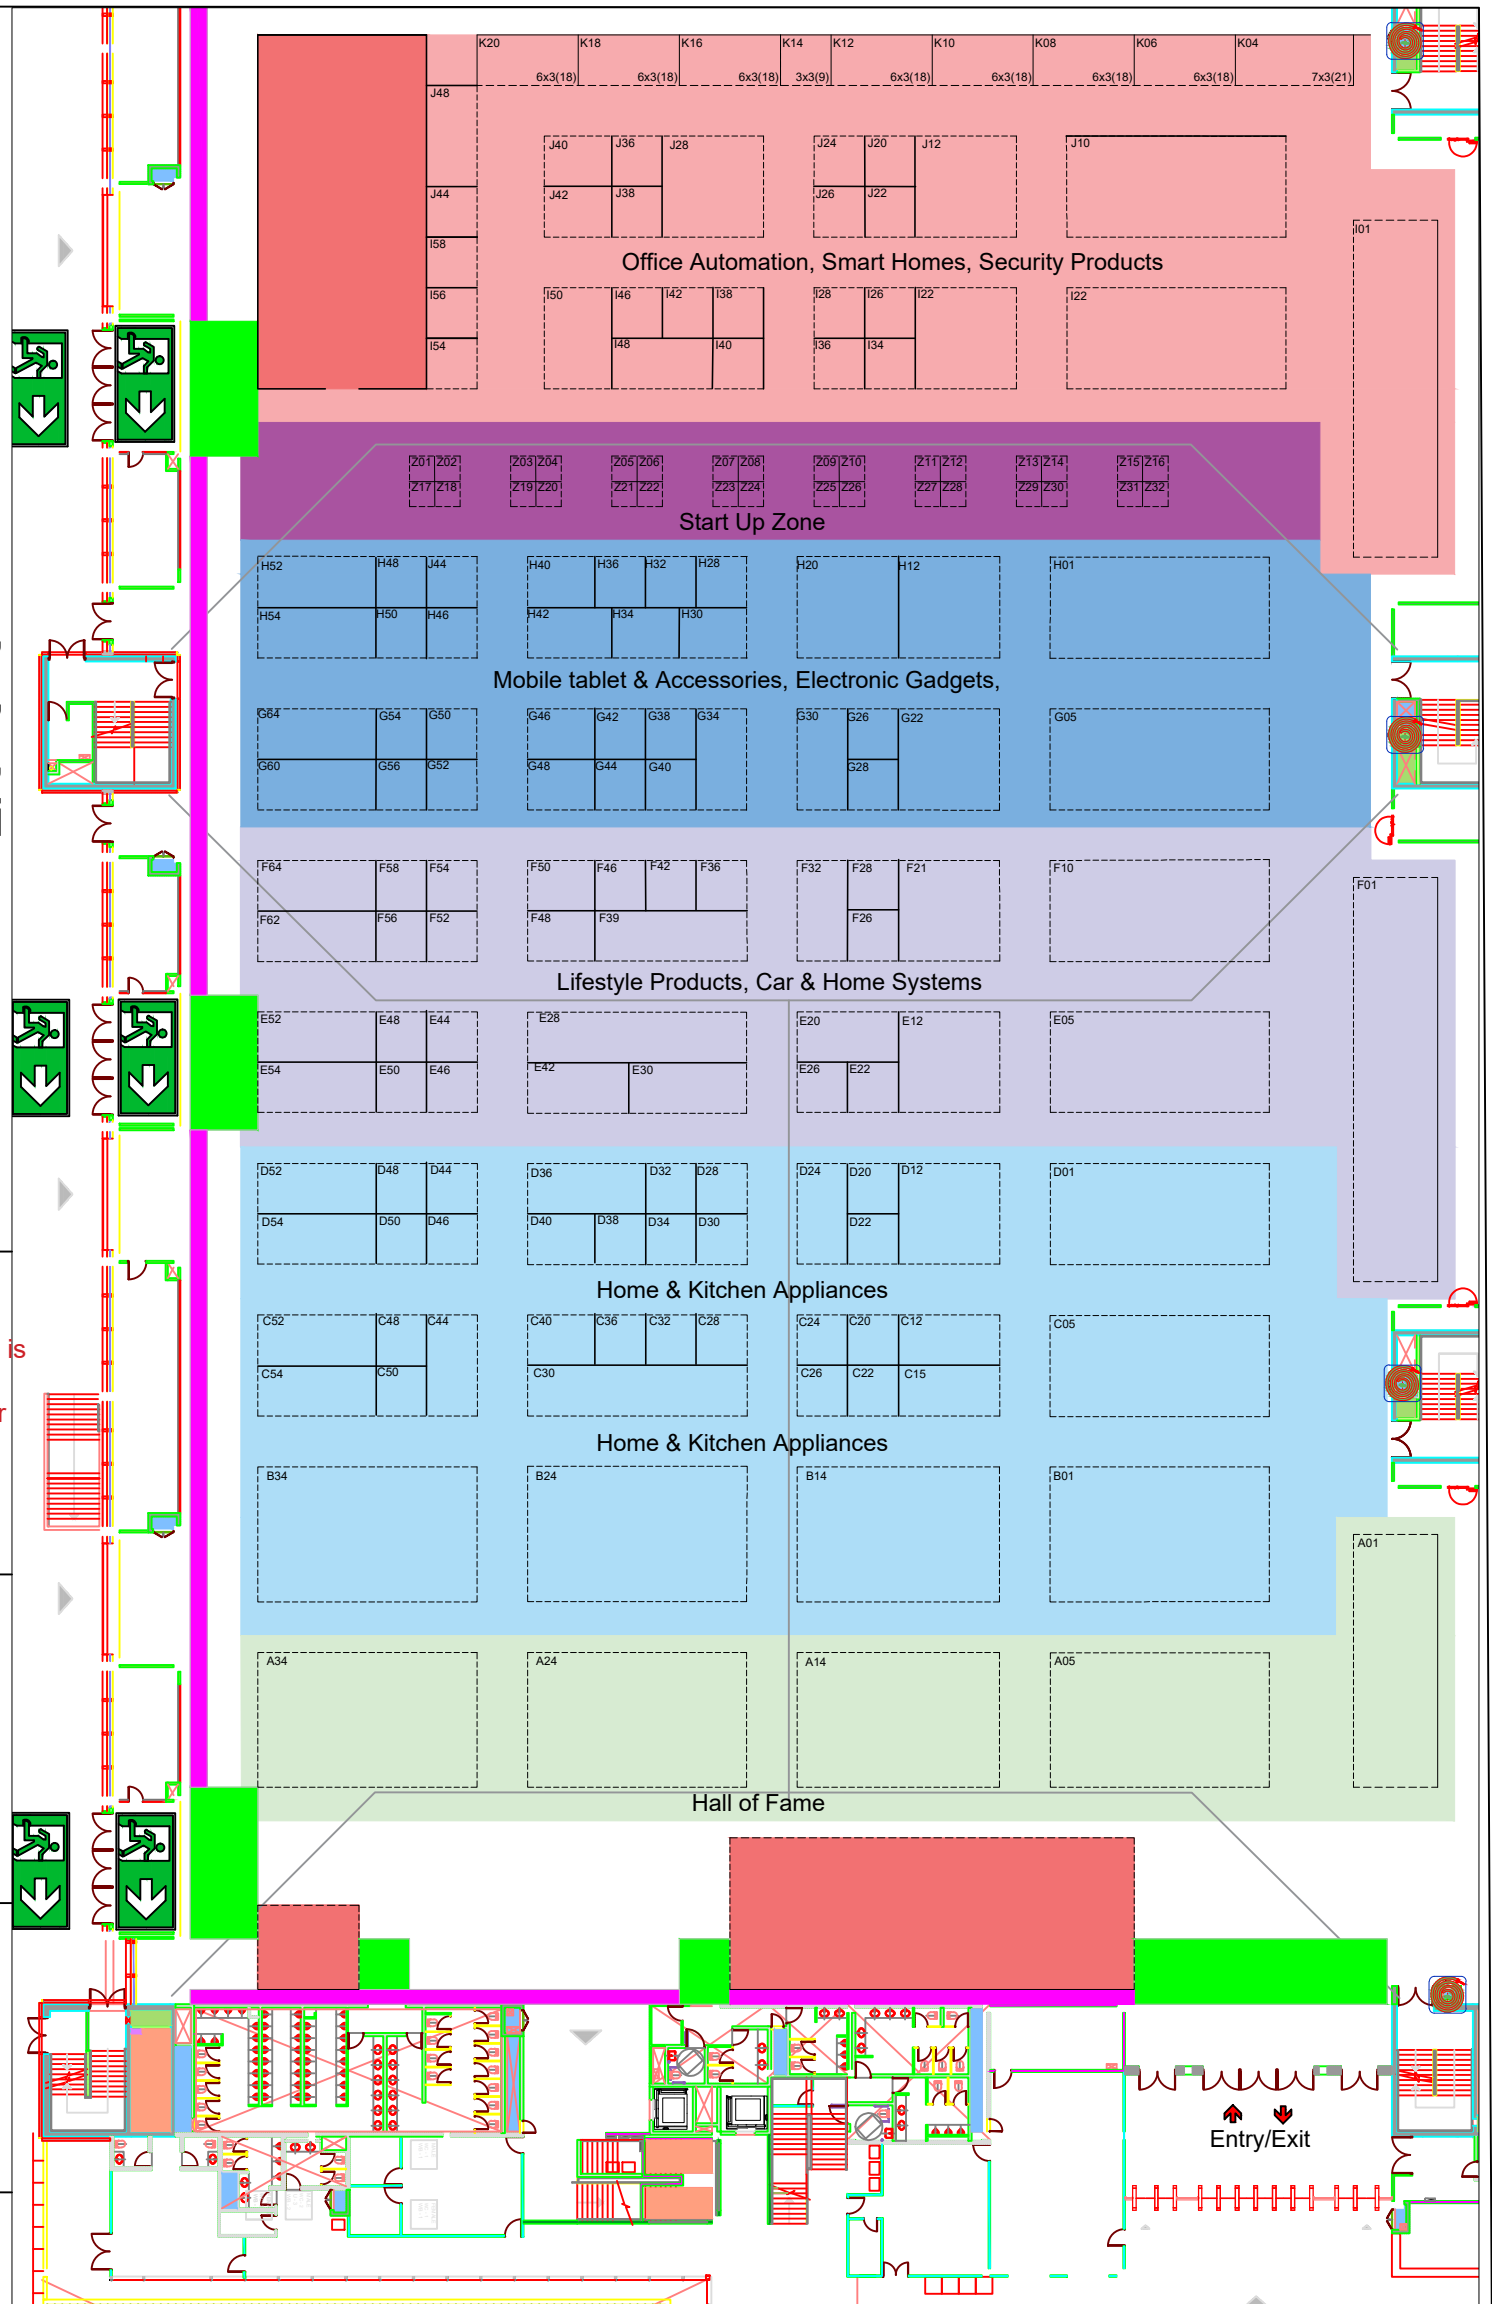 K20 K18 K16 K14 K12 K10 K08 K06 K04
6x3(18) 6x3(18) 6x3(18) 3x3(9) 6x3(18) 6x3(18) 6x3(18) 6x3(18) 7x3(21)
J48
J40 J36 J28 J24 J20 J12 J10
J44 J42 J38 J26 J22
I58 I01
Office Automation, Smart Homes, Security Products
I56 I50 I46 I42 I38 I28 I26 I22 I22
I54 I48 I40 I36 I34
Z01 Z02 Z03 Z04 Z05 Z06 Z07 Z08 Z09 Z10 Z11 Z12 Z13 Z14 Z15 Z16
Z17 Z18 Z19 Z20 Z21 Z22 Z23 Z24 Z25 Z26 Z27 Z28 Z29 Z30 Z31 Z32
Start Up Zone
H52 H48 J44 H40 H36 H32 H28 H20 H12 H01
H54 H50 H46 H42 H34 H30
Mobile tablet & Accessories, Electronic Gadgets,
G64 G54 G50 G46 G42 G38 G34 G30 G26 G22 G05
G60 G56 G52 G48 G44 G40 G28
F64 F58 F54 F50 F46 F42 F36 F32 F28 F21 F10 F01
F62 F56 F52 F48 F39 F26
Lifestyle Products, Car & Home Systems
E52 E48 E44 E28 E20 E12 E05
E54 E50 E46 E42 E30 E26 E22
D52 D48 D44 D36 D32 D28 D24 D20 D12 D01
D54 D50 D46 D40 D38 D34 D30 D22
Home & Kitchen Appliances
C52 C48 C44 C40 C36 C32 C28 C24 C20 C12 C05
is
C54 C50 C30 C26 C22 C15
r
Home & Kitchen Appliances
B34 B24 B14 B01
A01
A34 A24 A14 A05
Hall of Fame
Entry/Exit